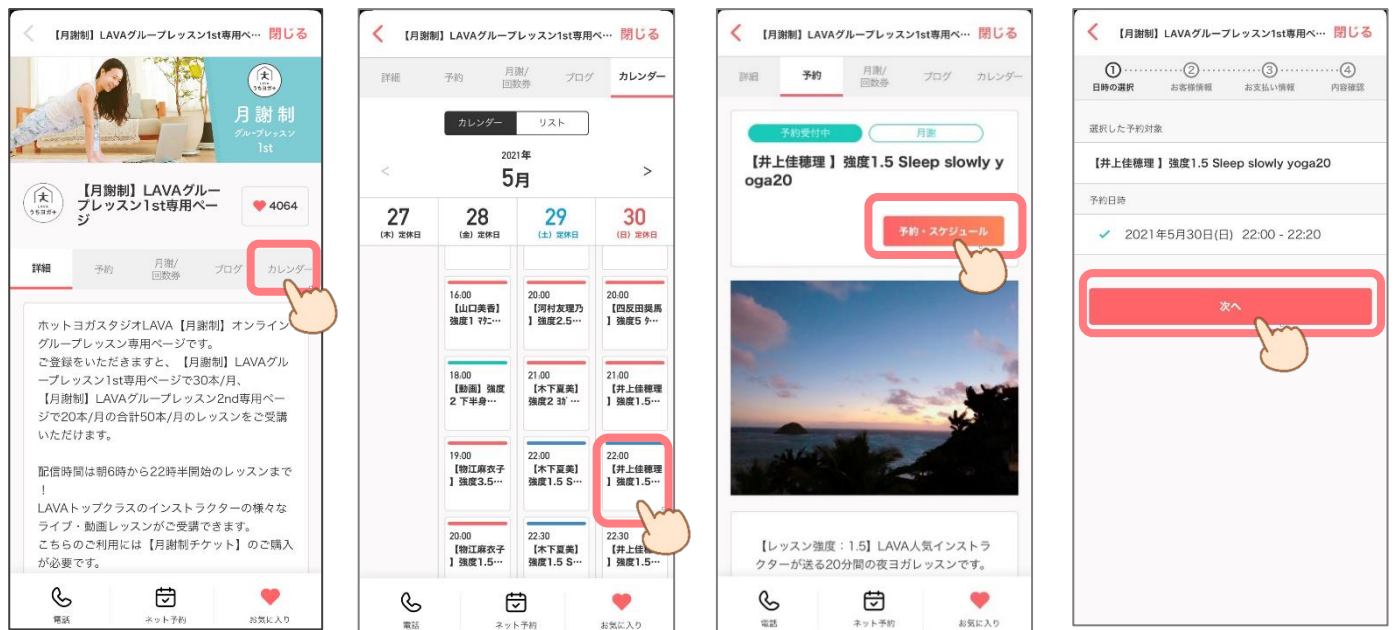 【月謝制】LAVAグループレッスン1st専用ペ… 閉じる
大
LAVA
うちヨガ+
月謝制
グループレッスン
1st
大
LAVA
うちヨガ+
【月謝制】LAVAグルー
プレッスン1st専用ペー
ジ
4064
詳細 予約 月謝/
回数券 ブログ カレンダー
ホットヨガスタジオLAVA【月謝制】オンライン
グループレッスン専用ページです。
ご登録をいただきますと、【月謝制】LAVAグル
ープレッスン1st専用ページで30本/月、
【月謝制】LAVAグループレッスン2nd専用ペー
ジで20本/月の合計50本/月のレッスンをご受講
いただけます。
配信時間は朝6時から22時半開始のレッスンまで
!
LAVAトップクラスのインストラクターの様々な
ライブ・動画レッスンがご受講できます。
こちらのご利用には【月謝制チケット】のご購入
が必要です。
電話 ネット予約 お気に入り
【月謝制】LAVAグループレッスン1st専用ペ… 閉じる
詳細 予約 月謝/
回数券 ブログ カレンダー
カレンダー リスト
2021年
< 5月 >
27 28 29 30
(木) 定休日 (金) 定休日 (土) 定休日 (日) 定休日
16:00 20:00 20:00
【山口美香】 【河村友理乃 【四反田奨馬
強度1 マタニ… 】強度2.5… 】強度5 タ…
18:00 21:00 21:00
【動画】強度 【木下夏美】 【井上佳穂理
2 下半身… 強度2 ヨガ… 】強度1.5…
19:00 22:00 22:00
【物江麻衣子 【木下夏美】 【井上佳穂理
】強度3.5… 強度1.5 S… 】強度1.5…
20:00 22:30 22:30
【物江麻衣子 【木下夏美】 【井上佳
】強度1.5… 強度1.5 S… 】強度1.5…
電話 ネット予約 お気に入り
【月謝制】LAVAグループレッスン1st専用ペ… 閉じる
詳細 予約 月謝/
回数券 ブログ カレンダー
予約受付中 月謝
【井上佳穂理 】強度1.5 Sleep slowly y
oga20
予約・スケジュール
【レッスン強度：1.5】LAVA人気インストラ
クターが送る20分間の夜ヨガレッスンです。
電話 ネット予約 お気に入り
【月謝制】LAVAグループレッスン1st専用ペ… 閉じる
① ② ③ ④
日時の選択 お客様情報 お支払い情報 内容確認
選択した予約対象
【井上佳穂理 】強度1.5 Sleep slowly yoga20
予約日時
2021年5月30日(日) 22:00 - 22:20
次へ